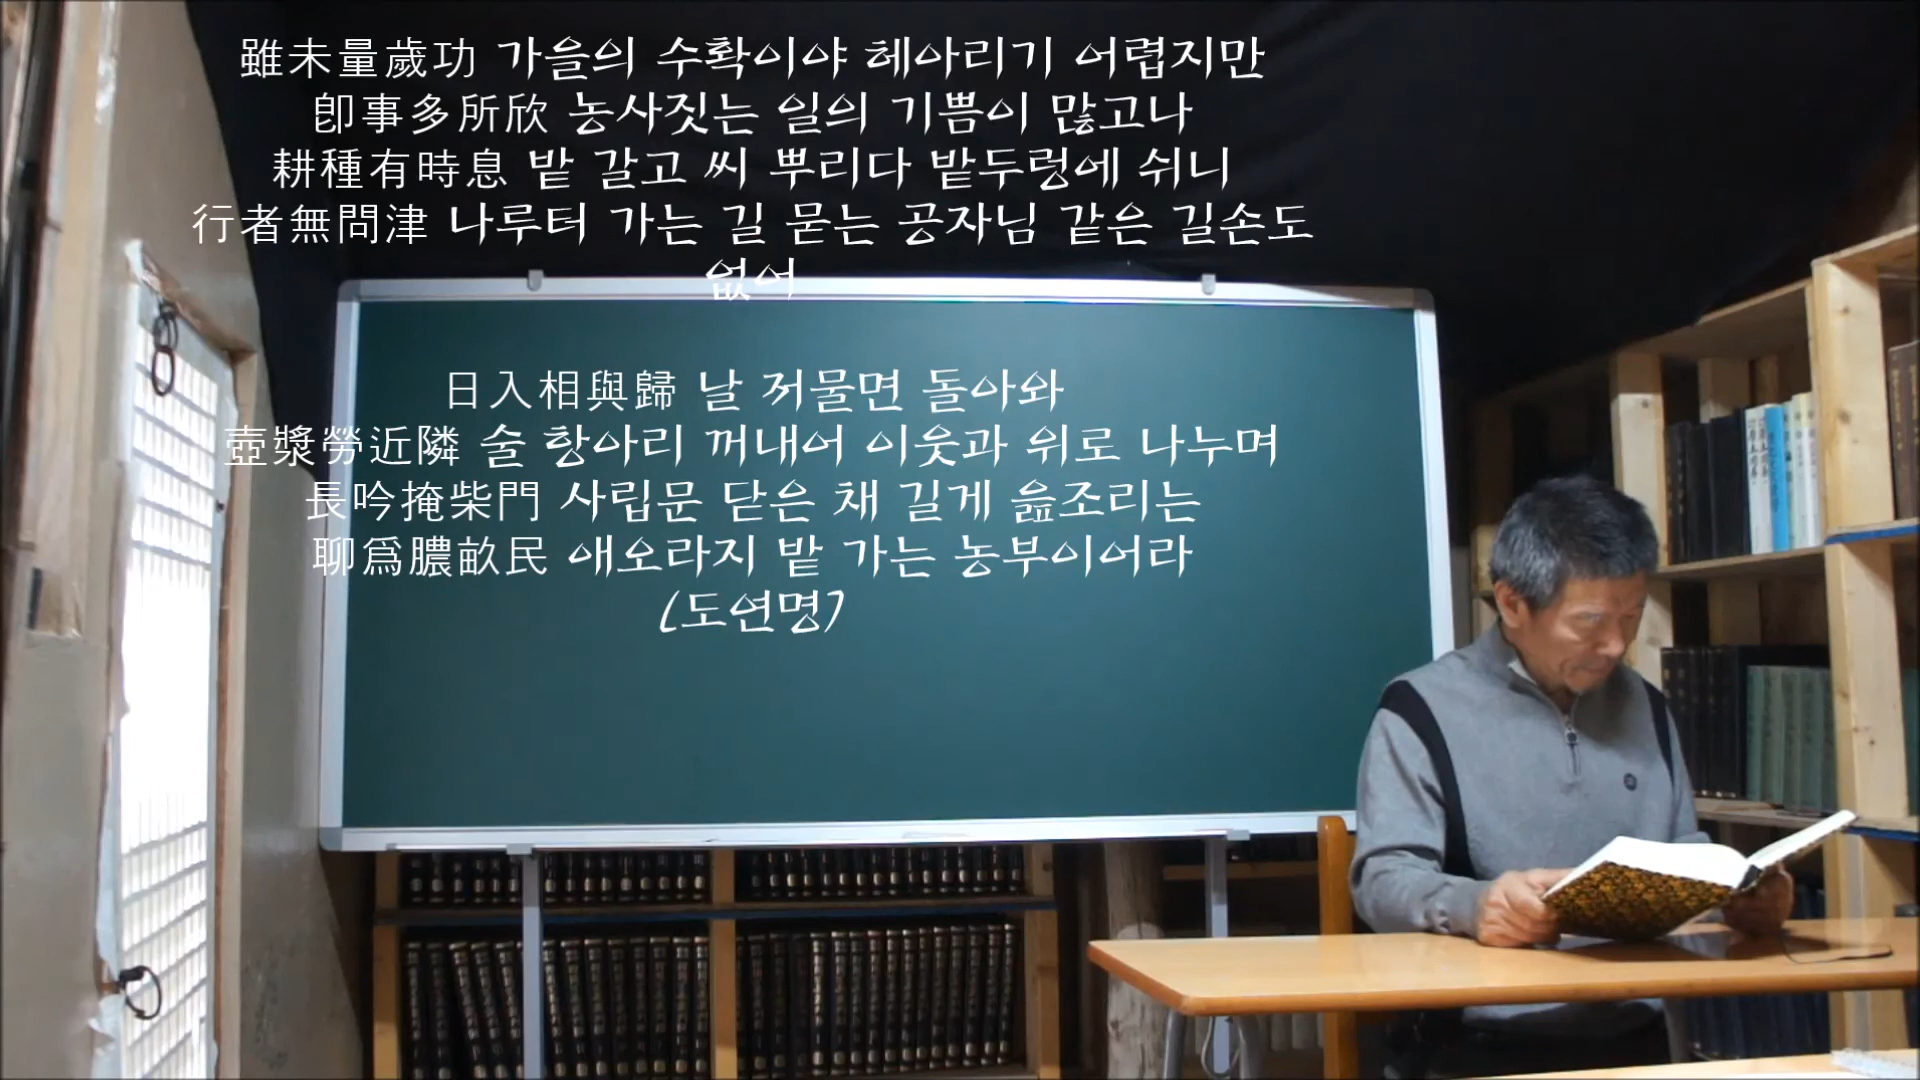 雖未量歲功 가을의 수확이야 헤아리기 어렵지만
卽事多所欣 농사짓는 일의 기쁨이 많고나
耕種有時息 밭 갈고 씨 뿌리다 밭두렁에 쉬니
行者無問津 나루터 가는 길 묻는 공자님 같은 길손도
없어
日入相與歸 날 저물면 돌아와
壺漿勞近隣 술 항아리 꺼내어 이웃과 위로 나누며
長吟掩柴門 사립문 닫은 채 길게 읊조리는
聊爲膿畝民 애오라지 밭 가는 농부이어라
(도연명)